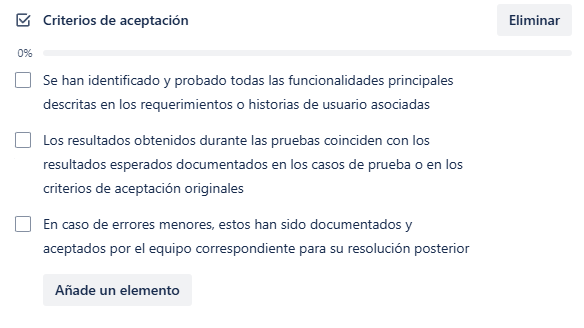 Criterios de aceptación
Eliminar
0%
Se han identificado y probado todas las funcionalidades principales
descritas en los requerimientos o historias de usuario asociadas
Los resultados obtenidos durante las pruebas coinciden con los
resultados esperados documentados en los casos de prueba o en los
criterios de aceptación originales
En caso de errores menores, estos han sido documentados y
aceptados por el equipo correspondiente para su resolución posterior
Añade un elemento